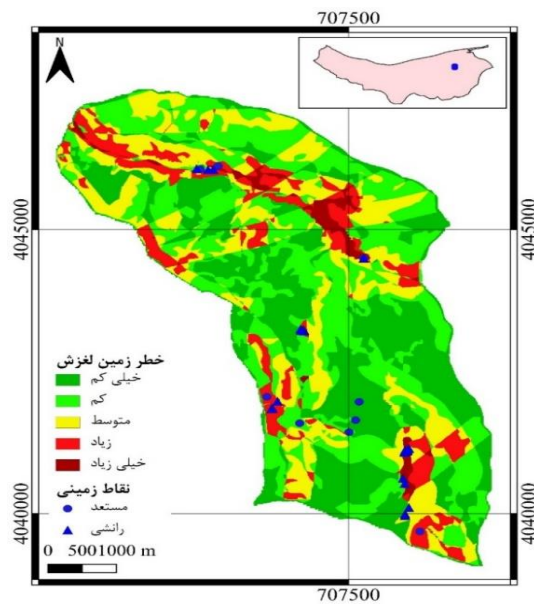 707500
N
4045000
4045000
خطر زمین لغزش
خیلی کم
کم
متوسط
زیاد
خیلی زیاد
نقاط زمینی
مستعد
رانشی
0 5001000 m
4040000
4040000
707500